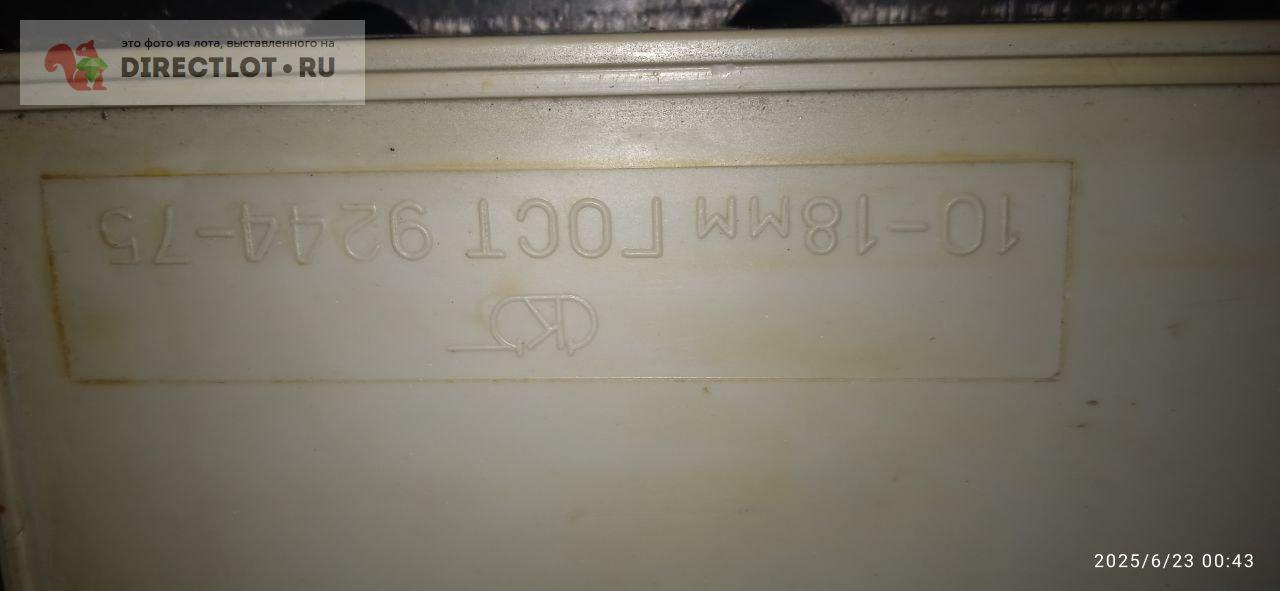 это фото из лота, выставленного на
DIRECTLOT.RU
10-18мм ГОСТ 9244-75
2025/6/23 00:43